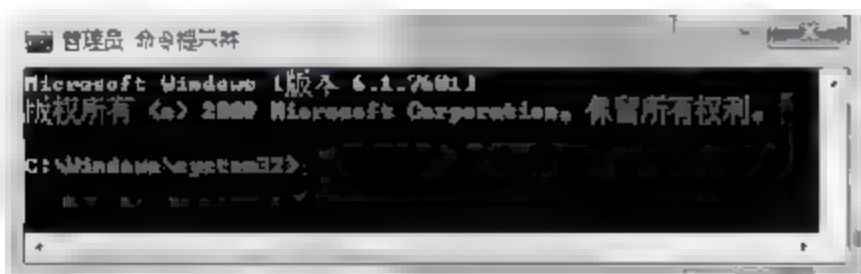 管理员 命令提示符
Microsoft Windows [版本 6.1.7601]
版权所有 <c> 2009 Microsoft Corporation。保留所有权利。
C:\Windows\system32>